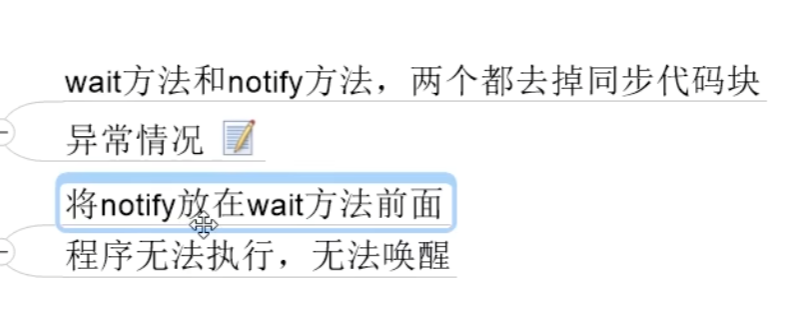 wait方法和notify方法，两个都去掉同步代码块
异常情况
将notify放在wait方法前面
程序无法执行，无法唤醒